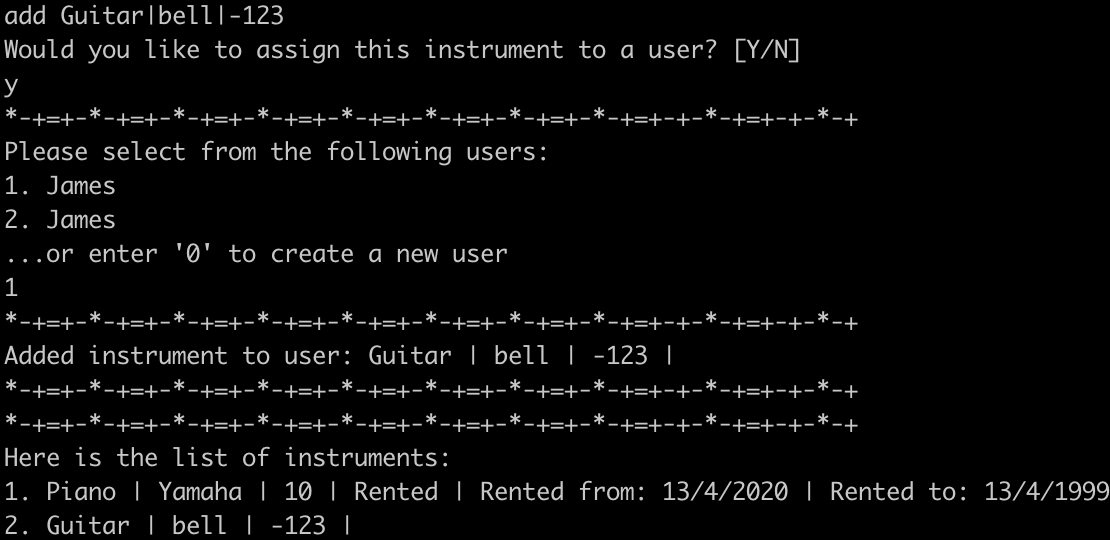 add Guitar|bell|-123
Would you like to assign this instrument to a user? [Y/N]
y
*-+=+-*-+=+-*-+=+-*-+=+-*-+=+-*-+=+-*-+=+-*-+=+-*-+=+-*-+=+-+-*-+
Please select from the following users:
1. James
2. James
...or enter '0' to create a new user
1
*-+=+-*-+=+-*-+=+-*-+=+-*-+=+-*-+=+-*-+=+-*-+=+-*-+=+-*-+=+-+-*-+
Added instrument to user: Guitar | bell | -123 |
*-+=+-*-+=+-*-+=+-*-+=+-*-+=+-*-+=+-*-+=+-*-+=+-*-+=+-*-+=+-+-*-+
*-+=+-*-+=+-*-+=+-*-+=+-*-+=+-*-+=+-*-+=+-*-+=+-*-+=+-*-+=+-+-*-+
Here is the list of instruments:
1. Piano | Yamaha | 10 | Rented | Rented from: 13/4/2020 | Rented to: 13/4/1999
2. Guitar | bell | -123 |